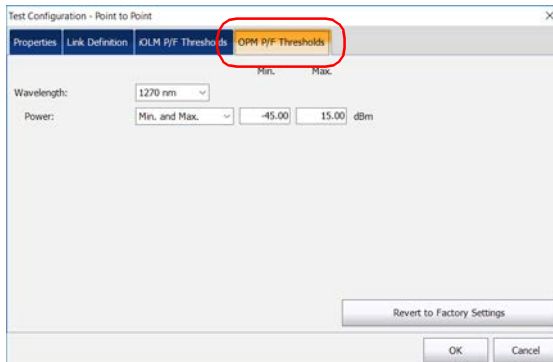 Test Configuration - Point to Point
Properties Link Definition iOLM P/F Thresholds OPM P/F Thresholds
Min. Max.
Wavelength: 1270 nm
Power: Min. and Max. -45.00 15.00 dBm
Revert to Factory Settings
OK Cancel